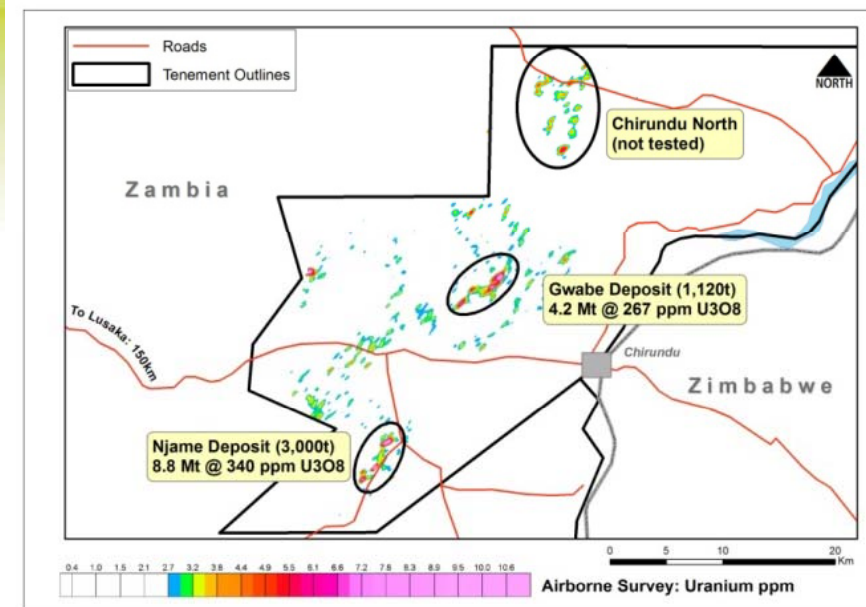 Roads
Tenement Outlines
NORTH
Chirundu North
(not tested)
Zambia
Gwabe Deposit (1,120t)
4.2 Mt @ 267 ppm U3O8
To Lusaka: 150km
Chirundu
Zimbabwe
Njame Deposit (3,000t)
8.8 Mt @ 340 ppm U3O8
0 5 10 20
Km
0.4 1.0 1.5 2.1 2.7 3.2 3.8 4.4 4.9 5.5 6.1 6.6 7.2 7.8 8.3 8.9 9.5 10.0 10.6
Airborne Survey: Uranium ppm